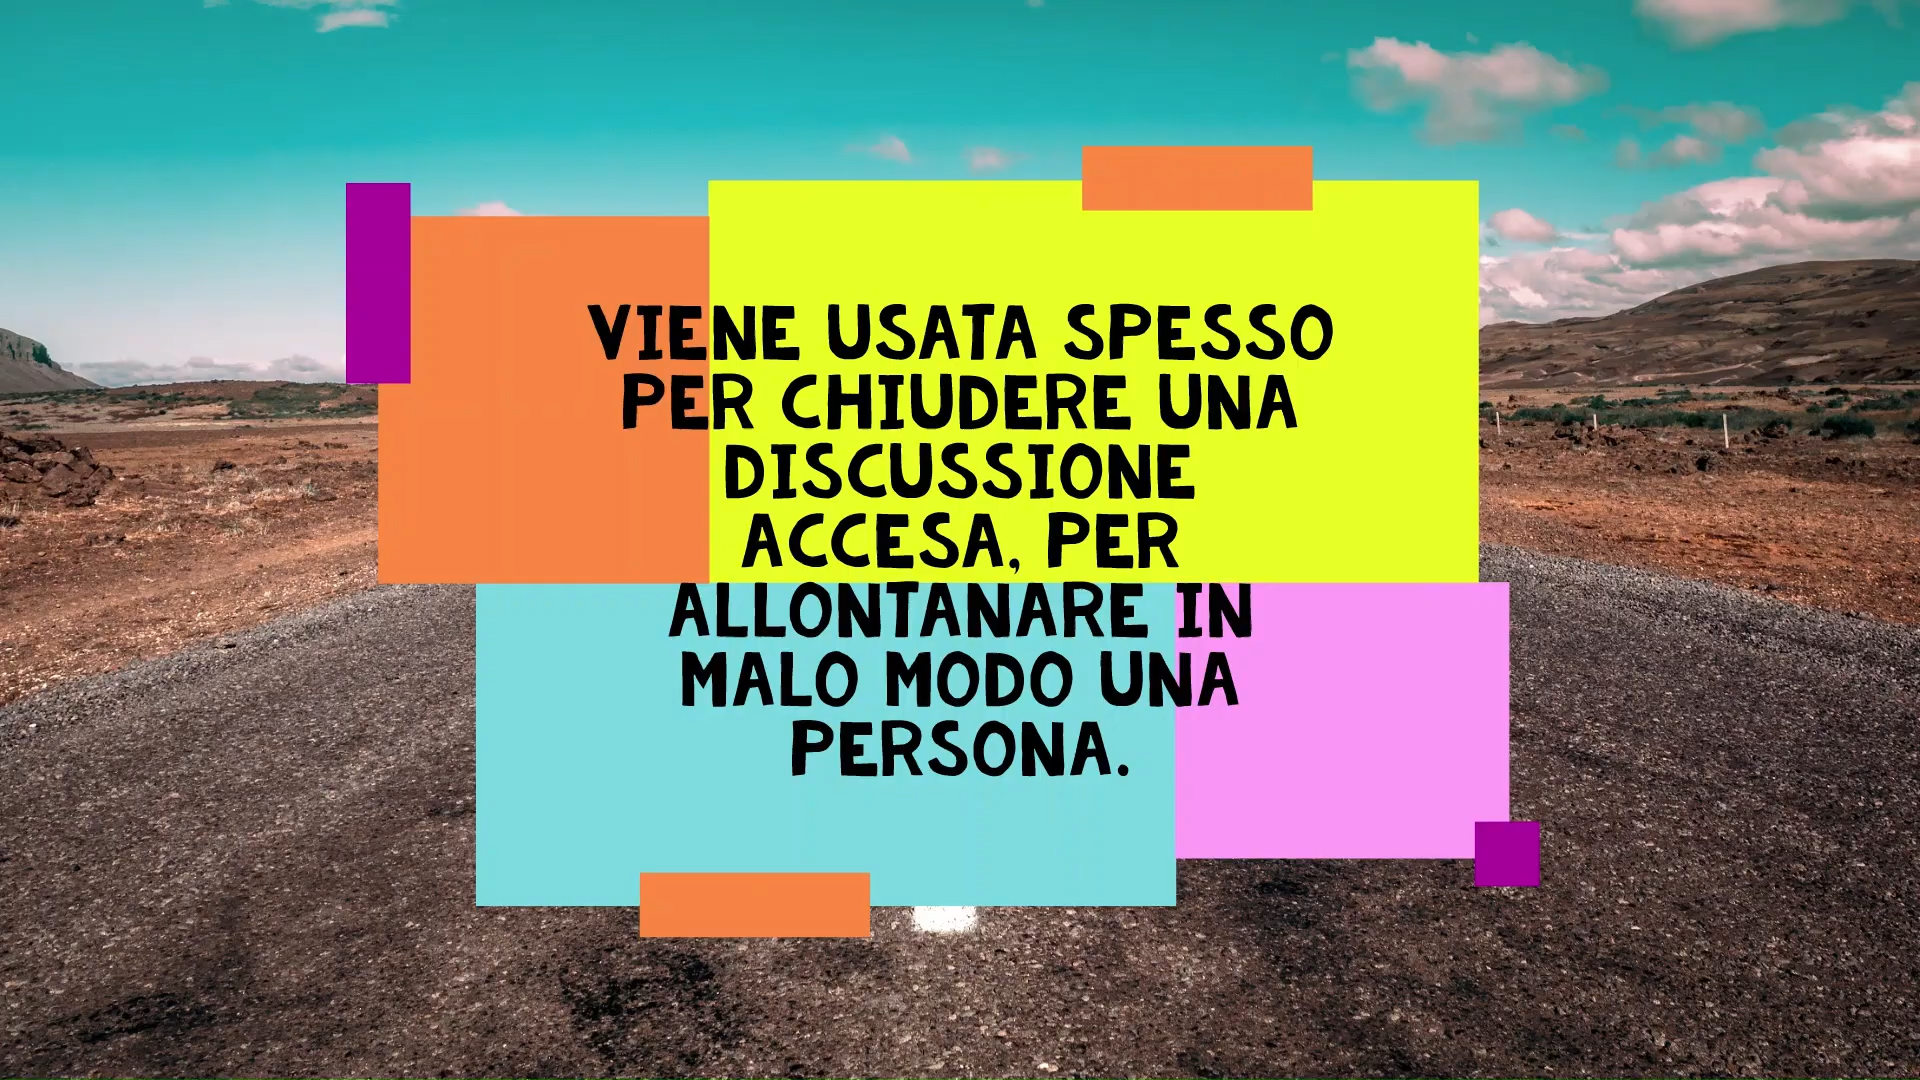 VIENE USATA SPESSO
PER CHIUDERE UNA
DISCUSSIONE
ACCESA, PER
ALLONTANARE IN
MALO MODO UNA
PERSONA.